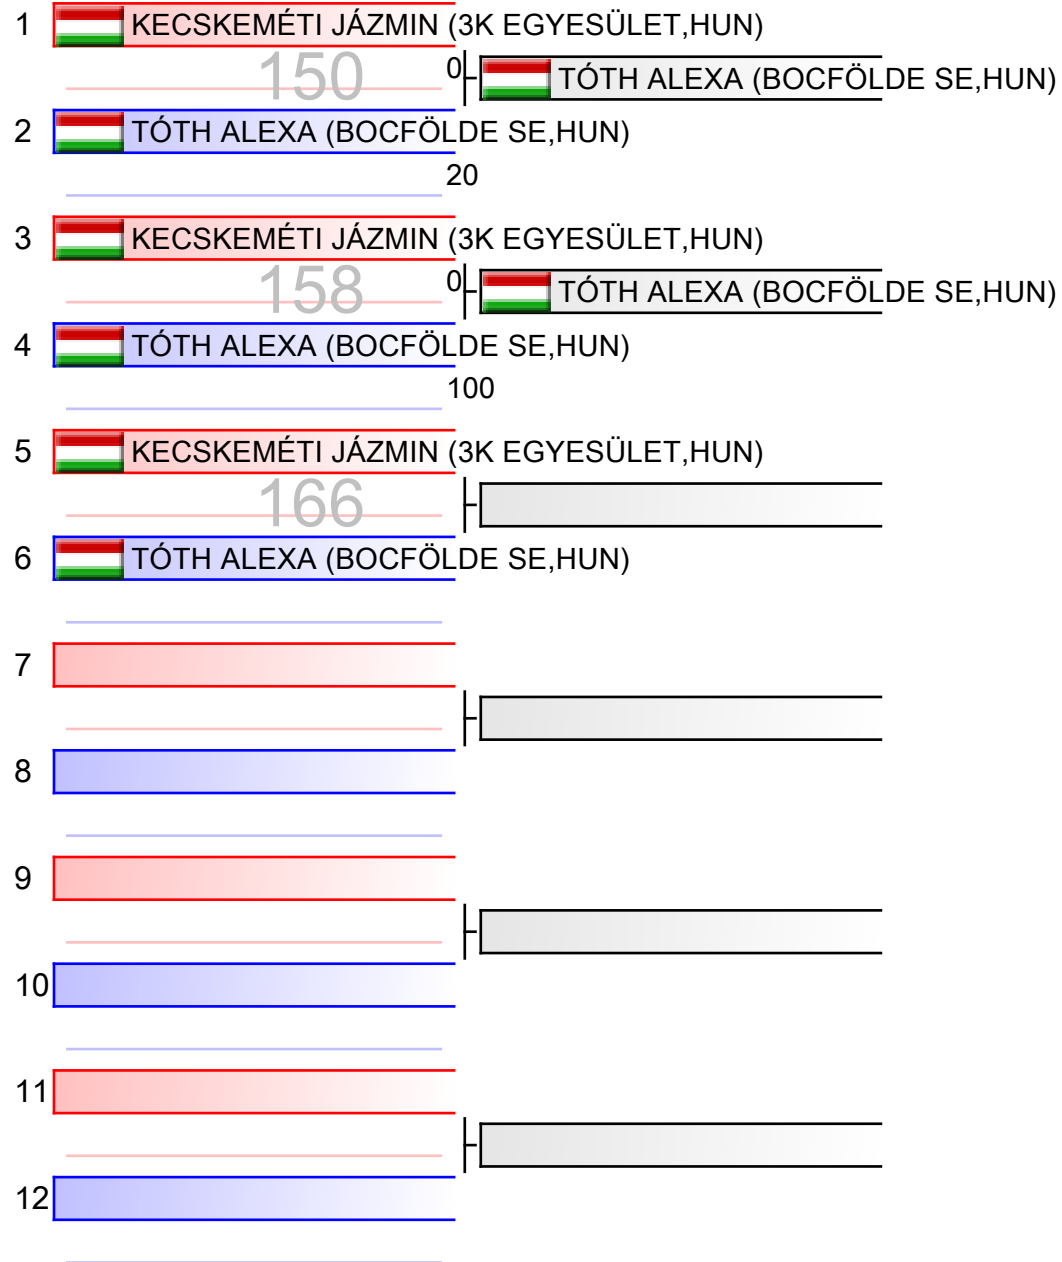 1 KECSKEMÉTI JÁZMIN (3K EGYESÜLET,HUN)
150 0 TÓTH ALEXA (BOCFÖLDE SE,HUN)
2 TÓTH ALEXA (BOCFÖLDE SE,HUN)
20
3 KECSKEMÉTI JÁZMIN (3K EGYESÜLET,HUN)
158 0 TÓTH ALEXA (BOCFÖLDE SE,HUN)
4 TÓTH ALEXA (BOCFÖLDE SE,HUN)
100
5 KECSKEMÉTI JÁZMIN (3K EGYESÜLET,HUN)
166
6 TÓTH ALEXA (BOCFÖLDE SE,HUN)
7
8
9
10
11
12